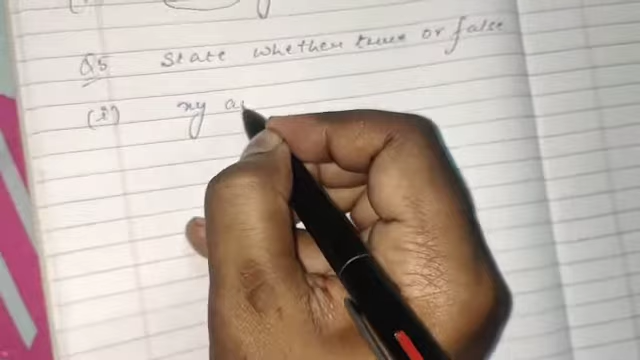 Q5 State whether true or false
(i) xy a